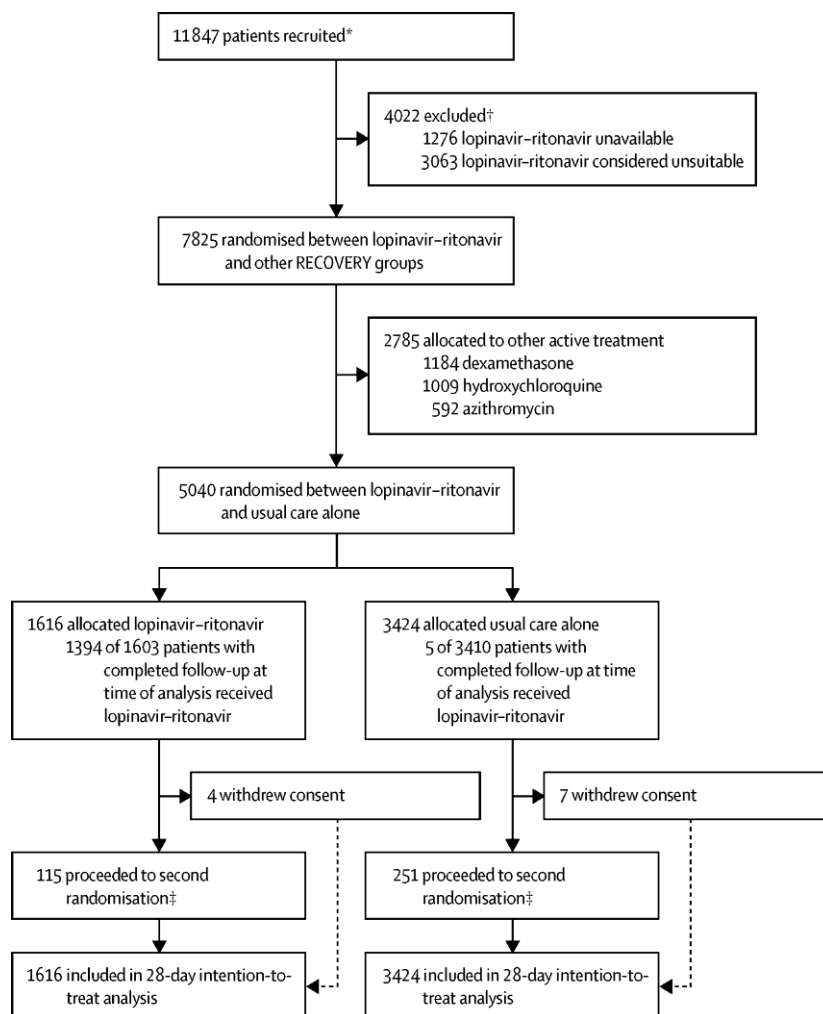 11 847 patients recruited*
4022 excluded†
1276 lopinavir–ritonavir unavailable
3063 lopinavir–ritonavir considered unsuitable
7825 randomised between lopinavir–ritonavir
and other RECOVERY groups
2785 allocated to other active treatment
1184 dexamethasone
1009 hydroxychloroquine
592 azithromycin
5040 randomised between lopinavir–ritonavir
and usual care alone
1616 allocated lopinavir–ritonavir
1394 of 1603 patients with
completed follow-up at
time of analysis received
lopinavir–ritonavir
3424 allocated usual care alone
5 of 3410 patients with
completed follow-up at time
of analysis received
lopinavir–ritonavir
4 withdrew consent
7 withdrew consent
115 proceeded to second
randomisation‡
251 proceeded to second
randomisation‡
1616 included in 28-day intention-to-
treat analysis
3424 included in 28-day intention-to-
treat analysis